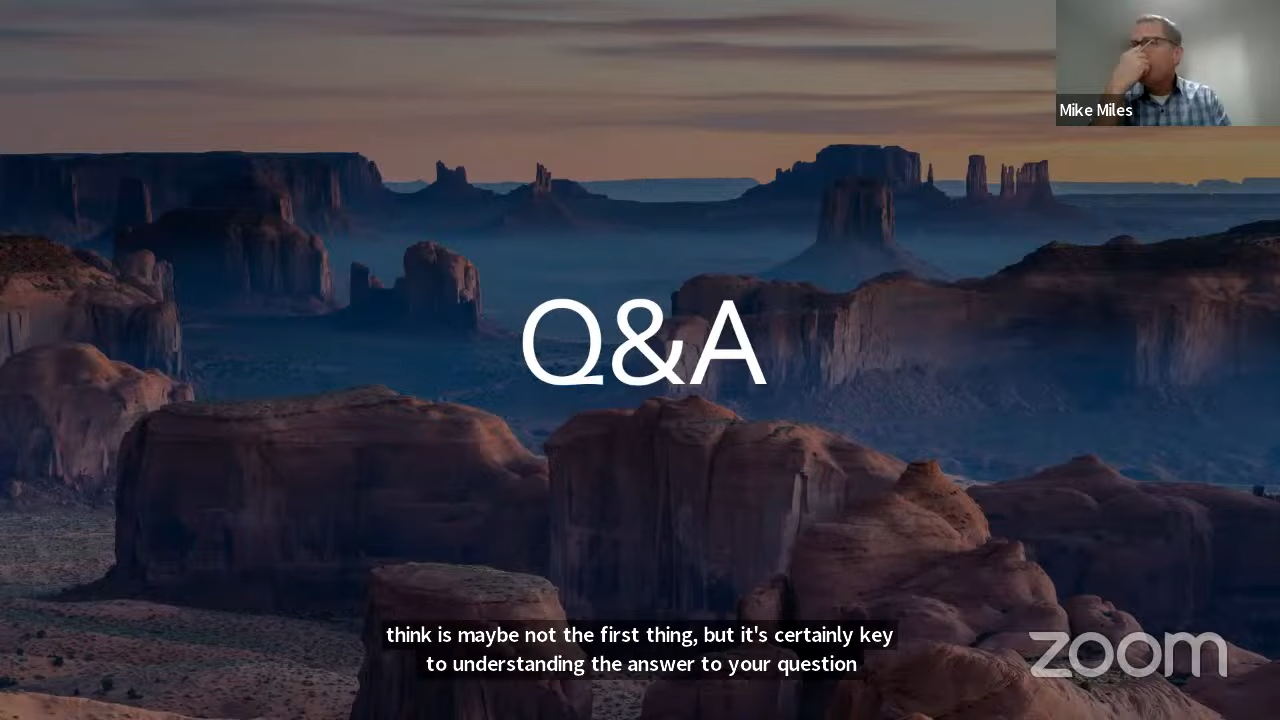 Mike Miles
Q&A
think is maybe not the first thing, but it's certainly key
to understanding the answer to your question
zoom